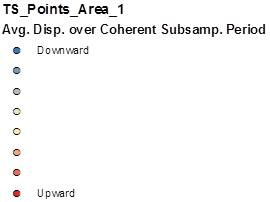 TS_Points_Area_1
Avg. Disp. over Coherent Subsamp. Period
Downward
Upward